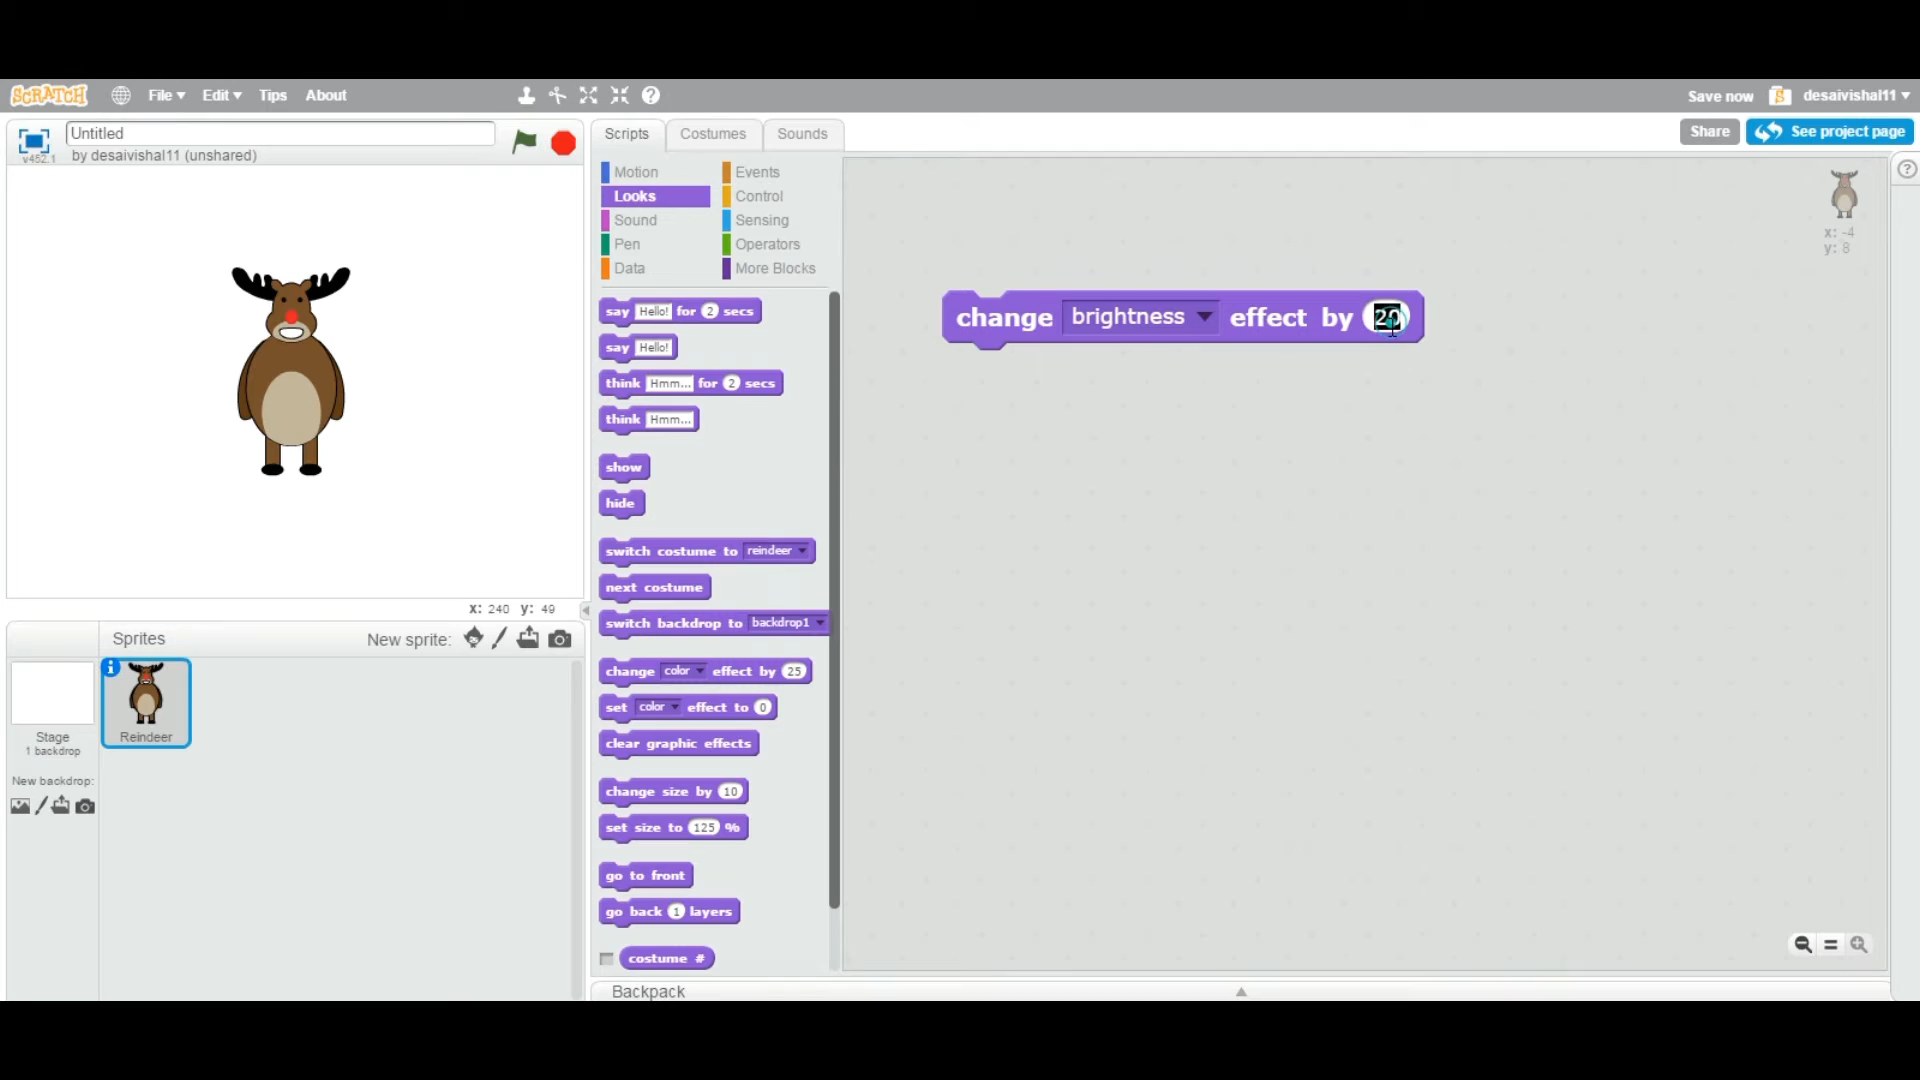 SCRATCH File Edit Tips About Save now desaivishal11
Untitled
by desaivishal11 (unshared)
v452.1
Scripts Costumes Sounds
Share See project page
Motion Events
Looks Control
Sound Sensing
Pen Operators
Data More Blocks
x: -4
y: 8
say Hello! for 2 secs
say Hello!
think Hmm... for 2 secs
think Hmm...
show
hide
switch costume to reindeer
next costume
switch backdrop to backdrop1
change color effect by 25
set color effect to 0
clear graphic effects
change size by 10
set size to 125 %
go to front
go back 1 layers
costume #
change brightness effect by 20
x: 240 y: 49
Sprites New sprite:
Stage
1 backdrop
Reindeer
New backdrop:
Backpack